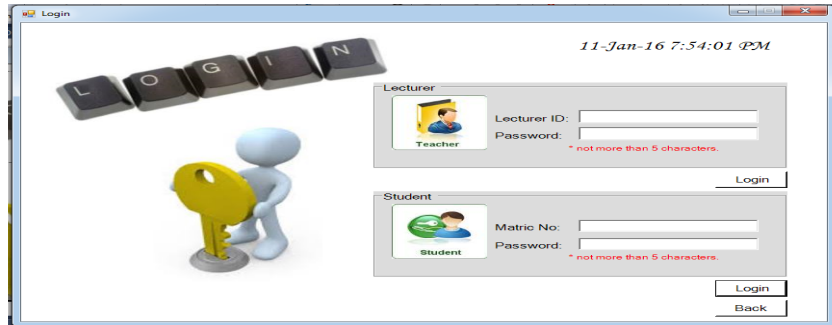 Login
LOGIN
11-Jan-16 7:54:01 PM
Lecturer
Teacher
Lecturer ID:
Password:
* not more than 5 characters.
Login
Student
Student
Matric No:
Password:
* not more than 5 characters.
Login
Back